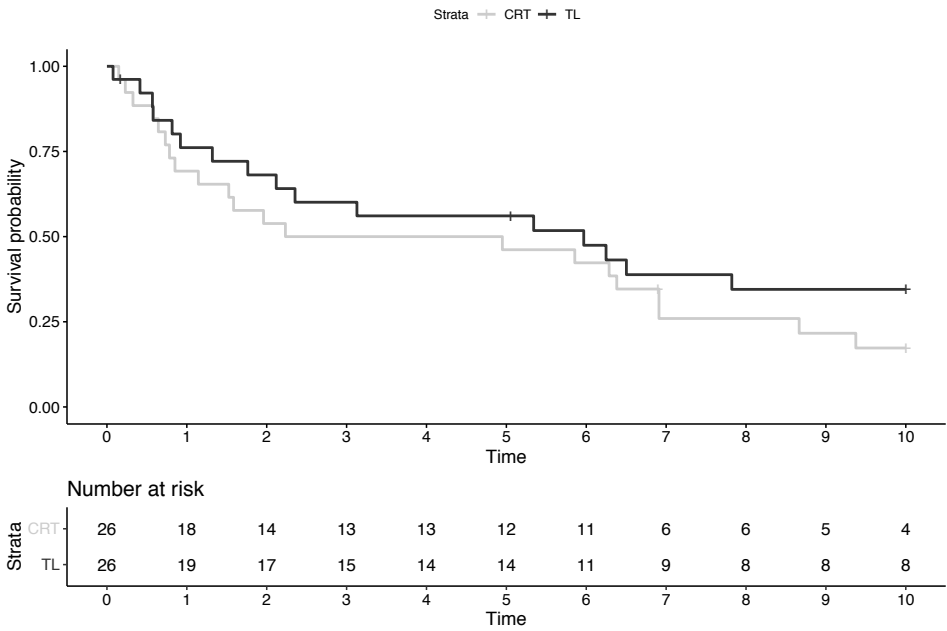 Strata CRT TL
Survival probability
1.00
0.75
0.50
0.25
0.00
0 1 2 3 4 5 6 7 8 9 10
Time
Number at risk
Strata
CRT 26 18 14 13 13 12 11 6 6 5 4
TL 26 19 17 15 14 14 11 9 8 8 8
0 1 2 3 4 5 6 7 8 9 10
Time